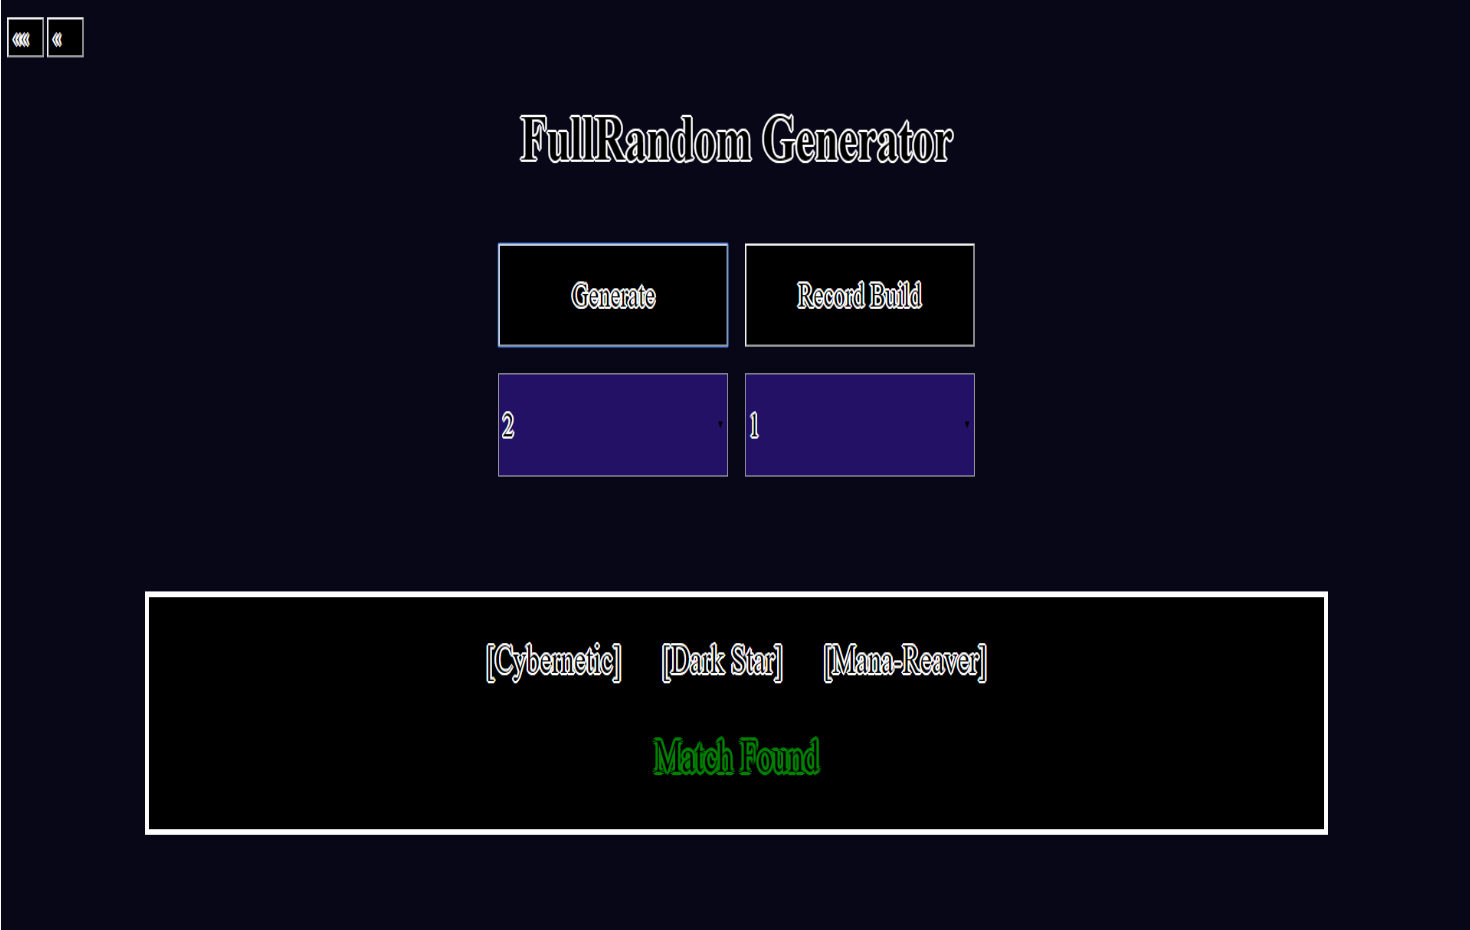 ««  «
FullRandom Generator
Generate  Record Build
2  1
[Cybernetic]  [Dark Star]  [Mana-Reaver]
Match Found